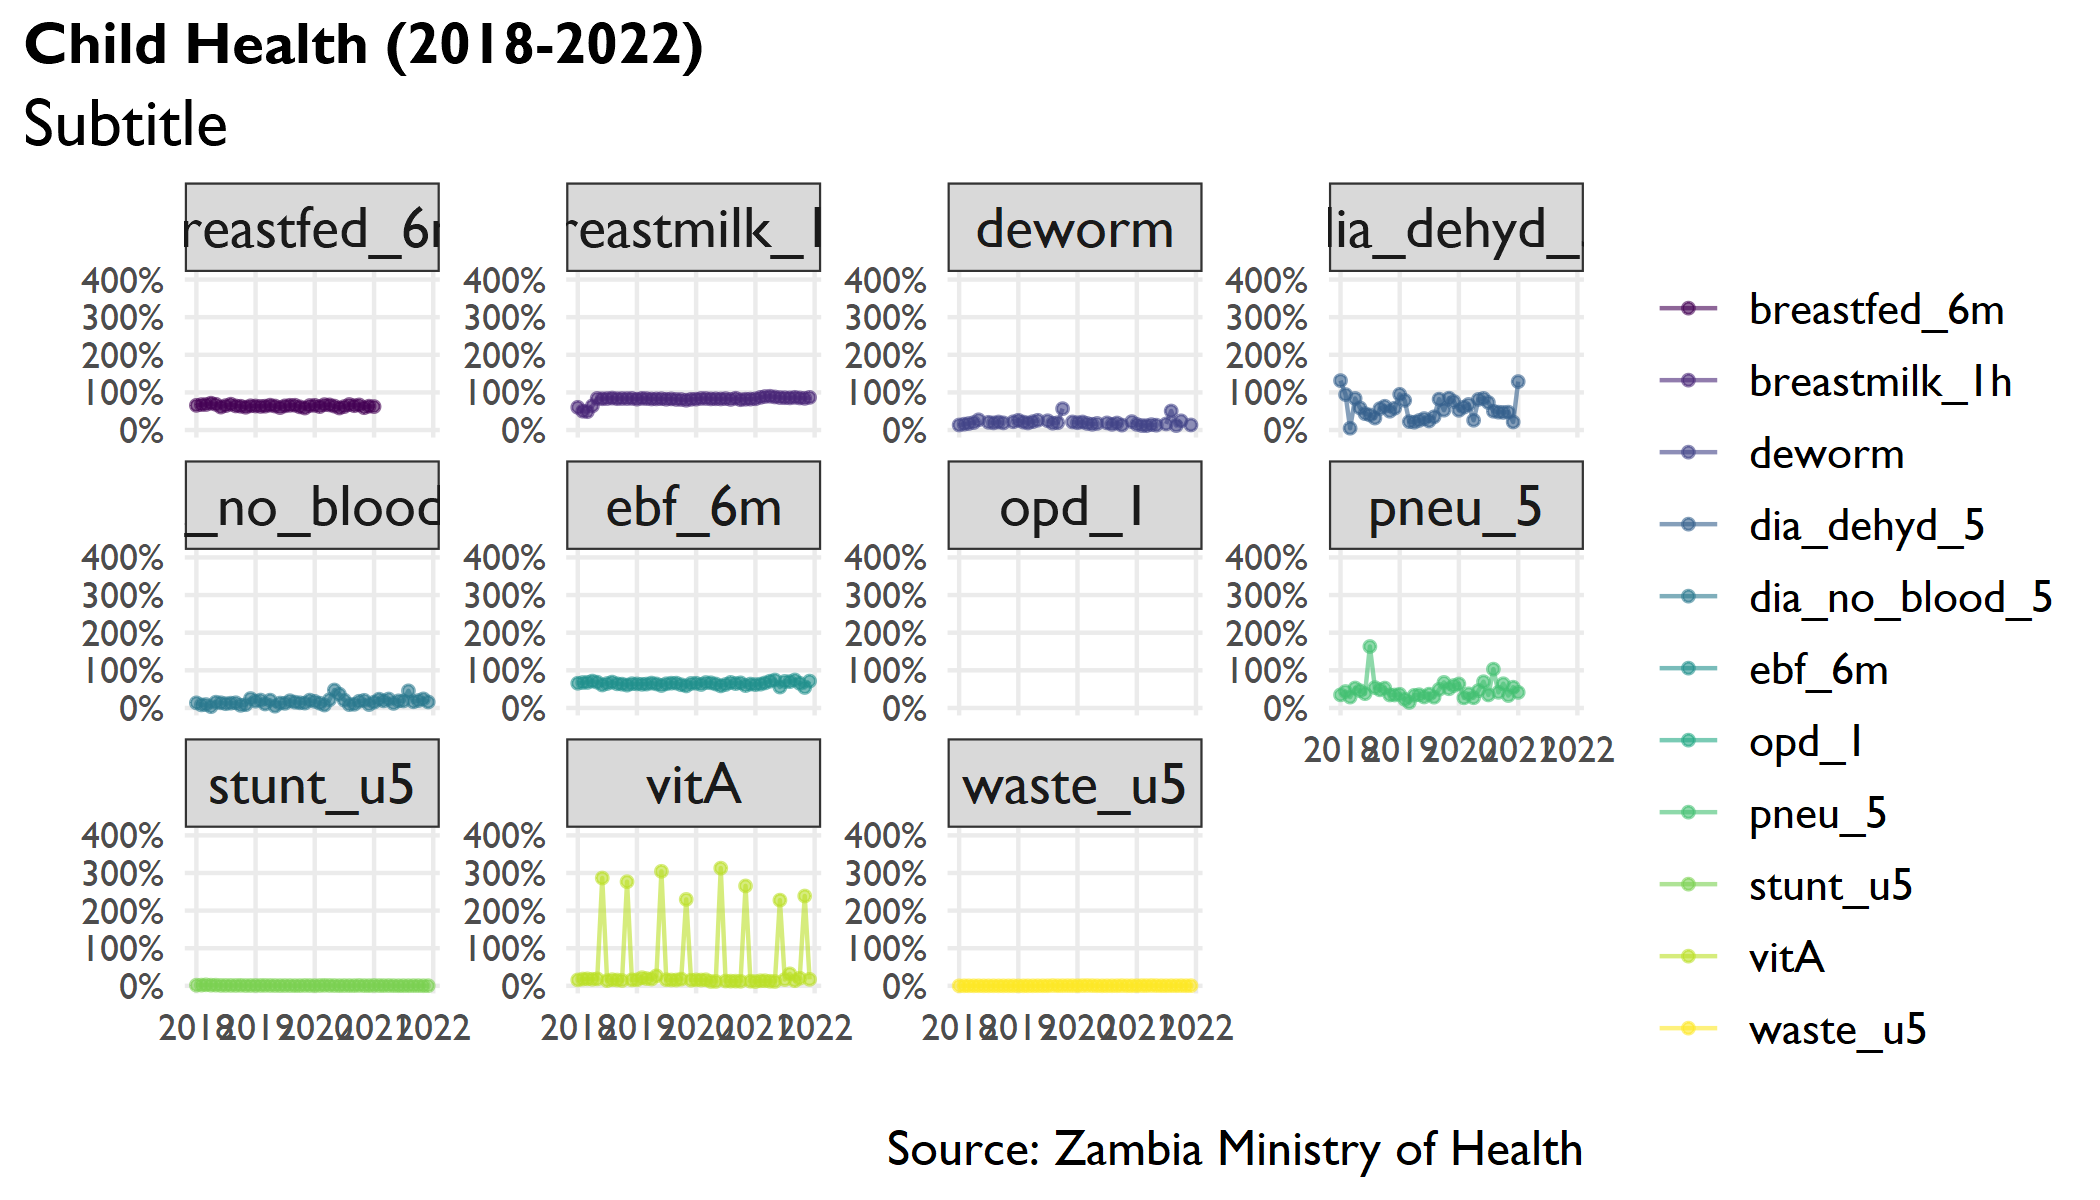 Child Health (2018-2022)
Subtitle
reastfed_6
reastmilk_1
deworm
dia_dehyd_
400% 400% 400% 400%
300% 300% 300% 300%
200% 200% 200% 200%
100% 100% 100% 100%
0% 0% 0% 0%
_no_blood
ebf_6m
opd_1
pneu_5
400% 400% 400% 400%
300% 300% 300% 300%
200% 200% 200% 200%
100% 100% 100% 100%
0% 0% 0% 0%
2018 2019 2020 2021 2022
stunt_u5
vitA
waste_u5
400% 400% 400%
300% 300% 300%
200% 200% 200%
100% 100% 100%
0% 0% 0%
2018 2019 2020 2021 2022
2018 2019 2020 2021 2022
2018 2019 2020 2021 2022
breastfed_6m
breastmilk_1h
deworm
dia_dehyd_5
dia_no_blood_5
ebf_6m
opd_1
pneu_5
stunt_u5
vitA
waste_u5
Source: Zambia Ministry of Health